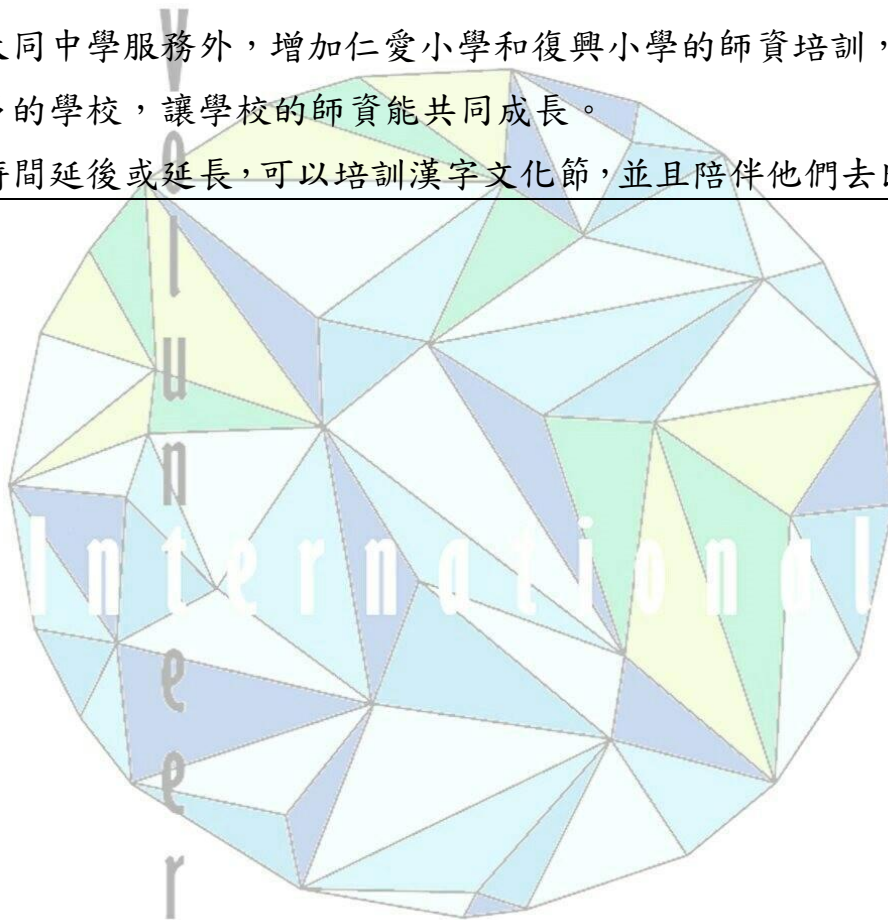 大同中學服務外，增加仁愛小學和復興小學的師資培訓，
的學校，讓學校的師資能共同成長。
時間延後或延長，可以培訓漢字文化節，並且陪伴他們去
Volunteer
International